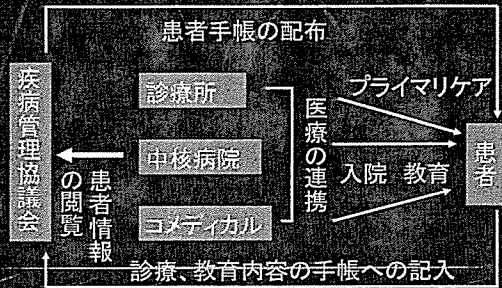 患者手帳の配布
疾病管理協議会
診療所
中核病院
コメディカル
患者情報
の閲覧
医療の連携
プライマリケア
入院 教育
患者
診療、教育内容の手帳への記入